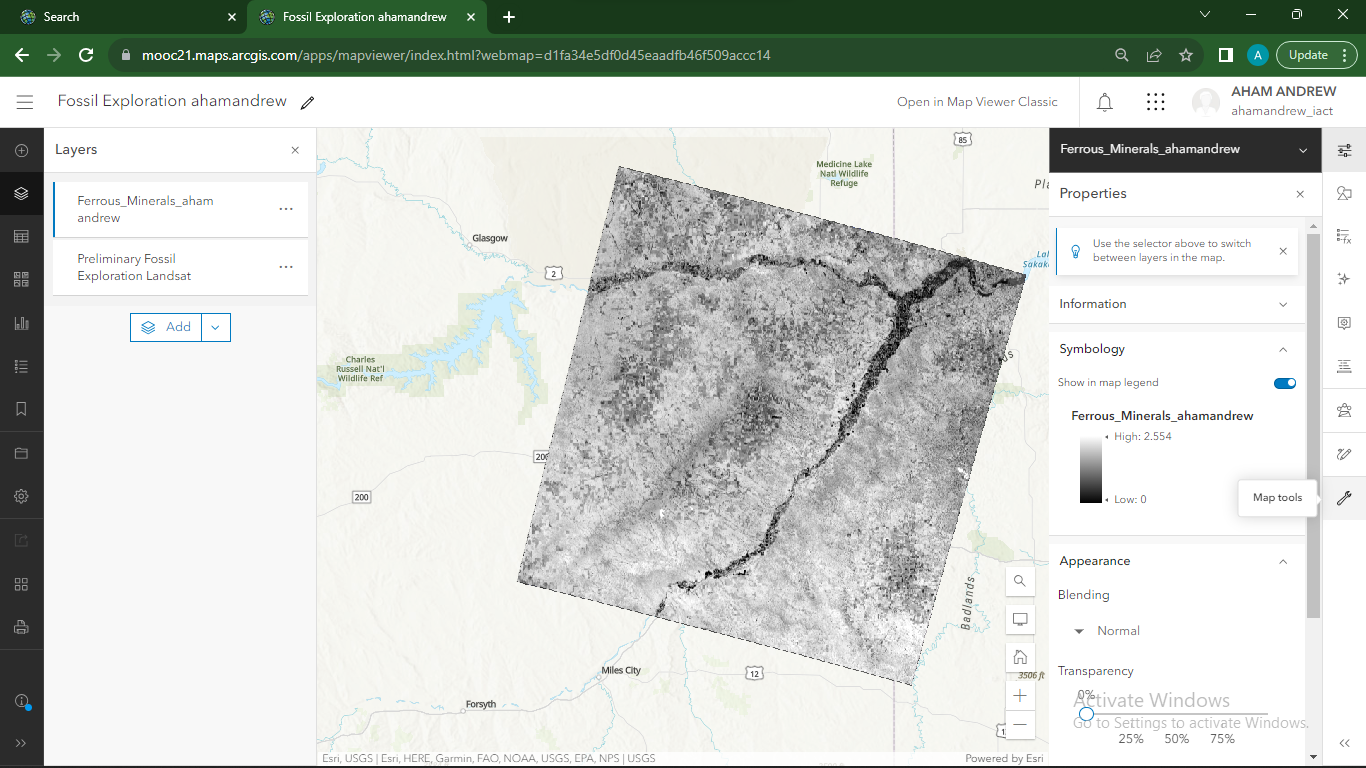 Search
Fossil Exploration ahamandrew
mooc21.maps.arcgis.com/apps/mapviewer/index.html?webmap=d1fa34e5df0d45eaadfb46f509accc14
A
Update
Fossil Exploration ahamandrew
Open in Map Viewer Classic
AHAM ANDREW
ahamandrew_iact
Layers
Ferrous_Minerals_aham
andrew
Preliminary Fossil
Exploration Landsat
Add
85
Medicine Lake
Natl Wildlife
Refuge
Glasgow
2
Charles
Russell Nat'l
Wildlife Ref
200
200
Badlands
Miles City
12
Forsyth
3506 ft
Esri, USGS | Esri, HERE, Garmin, FAO, NOAA, USGS, EPA, NPS | USGS
Powered by Esri
Ferrous_Minerals_ahamandrew
Properties
Use the selector above to switch
between layers in the map.
Information
Symbology
Show in map legend
Ferrous_Minerals_ahamandrew
High: 2.554
Low: 0
Map tools
Appearance
Blending
Normal
Transparency
0%
25% 50% 75%
Activate Windows
Go to Settings to activate Windows.